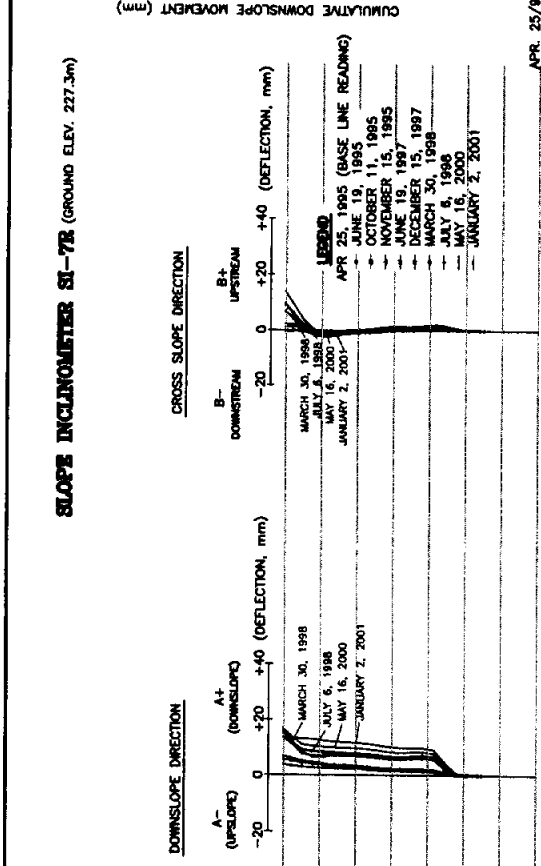 SLOPE INCLINOMETER SI-7R (GROUND ELEV. 227.3m)
DOWNSLOPE DIRECTION
A-
(UPSLOPE)
A+
(DOWNSLOPE)
-20
0
+20
+40
(DEFLECTION, mm)
MARCH 30, 1998
JULY 6, 1998
MAY 16, 2000
JANUARY 2, 2001
CROSS SLOPE DIRECTION
B-
DOWNSTREAM
B+
UPSTREAM
-20
0
+20
+40
(DEFLECTION, mm)
MARCH 30, 1998
JULY 6, 1998
MAY 16, 2000
JANUARY 2, 2001
LEGEND
APR 25, 1995 (BASE LINE READING)
JUNE 19, 1995
OCTOBER 11, 1995
NOVEMBER 15, 1995
JUNE 19, 1997
DECEMBER 15, 1997
MARCH 30, 1998
JULY 6, 1998
MAY 16, 2000
JANUARY 2, 2001
CUMULATIVE DOWNSLOPE MOVEMENT (mm)
APR. 25/9